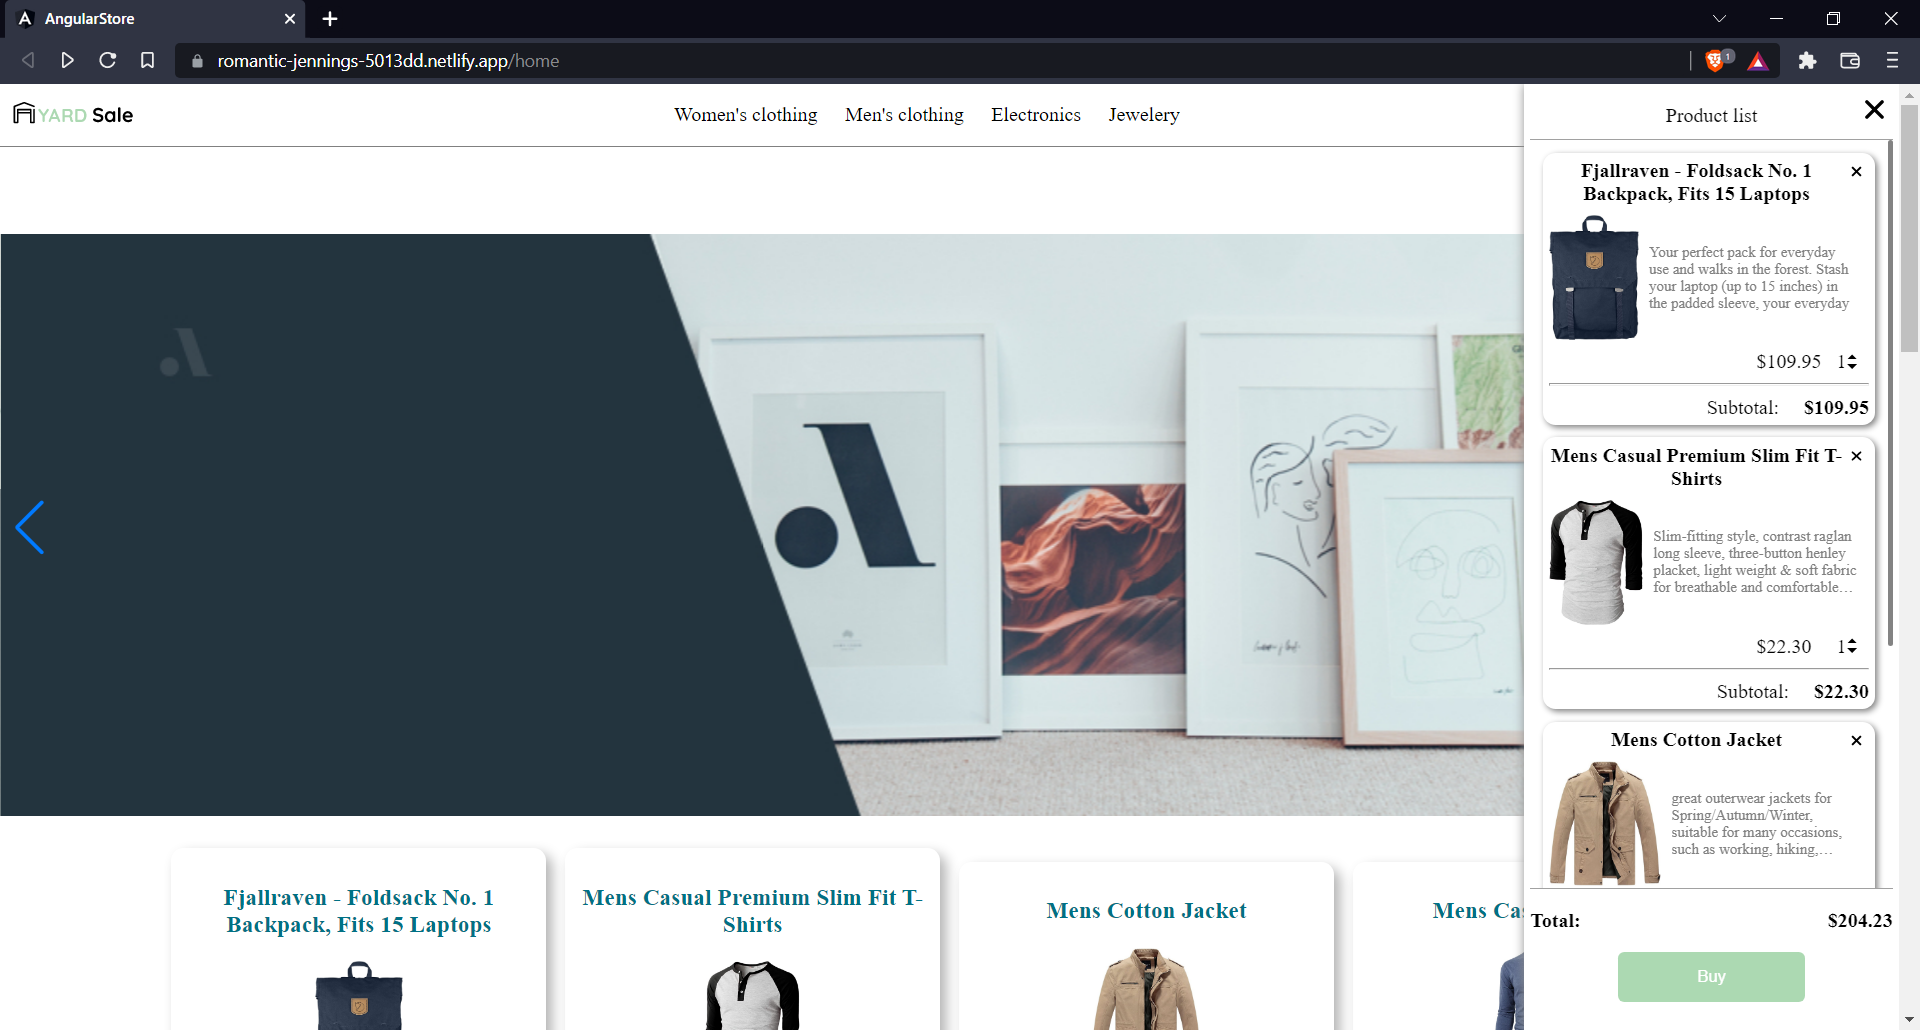 AngularStore
romantic-jennings-5013dd.netlify.app/home
1
YARD Sale
Women's clothing
Men's clothing
Electronics
Jewelery
Product list
Fjallraven - Foldsack No. 1
Backpack, Fits 15 Laptops
Your perfect pack for everyday
use and walks in the forest. Stash
your laptop (up to 15 inches) in
the padded sleeve, your everyday
$109.95 1
Subtotal: $109.95
Mens Casual Premium Slim Fit T-
Shirts
Slim-fitting style, contrast raglan
long sleeve, three-button henley
placket, light weight & soft fabric
for breathable and comfortable…
$22.30 1
Subtotal: $22.30
Mens Cotton Jacket
great outerwear jackets for
Spring/Autumn/Winter,
suitable for many occasions,
such as working, hiking,…
Total: $204.23
Buy
Fjallraven - Foldsack No. 1
Backpack, Fits 15 Laptops
Mens Casual Premium Slim Fit T-
Shirts
Mens Cotton Jacket
Mens Cas